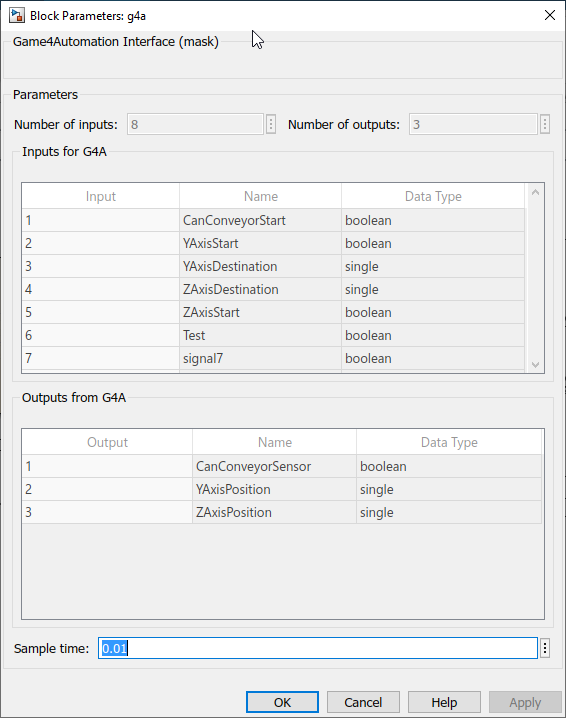 Block Parameters: g4a
Game4Automation Interface (mask)
Parameters
Number of inputs: 8 Number of outputs: 3
Inputs for G4A
Input Name Data Type
1 CanConveyorStart boolean
2 YAxisStart boolean
3 YAxisDestination single
4 ZAxisDestination single
5 ZAxisStart boolean
6 Test boolean
7 signal7 boolean
Outputs from G4A
Output Name Data Type
1 CanConveyorSensor boolean
2 YAxisPosition single
3 ZAxisPosition single
Sample time: 0.01
OK Cancel Help Apply